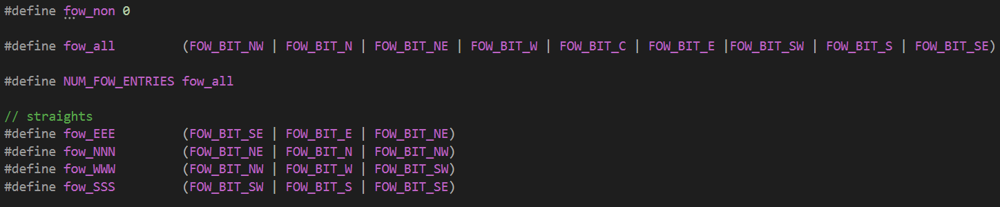 #define fow_non 0
#define fow_all (FOW_BIT_NW | FOW_BIT_N | FOW_BIT_NE | FOW_BIT_W | FOW_BIT_C | FOW_BIT_E |FOW_BIT_SW | FOW_BIT_S | FOW_BIT_SE)
#define NUM_FOW_ENTRIES fow_all
// straights
#define fow_EEE (FOW_BIT_SE | FOW_BIT_E | FOW_BIT_NE)
#define fow_NNN (FOW_BIT_NE | FOW_BIT_N | FOW_BIT_NW)
#define fow_WWW (FOW_BIT_NW | FOW_BIT_W | FOW_BIT_SW)
#define fow_SSS (FOW_BIT_SW | FOW_BIT_S | FOW_BIT_SE)